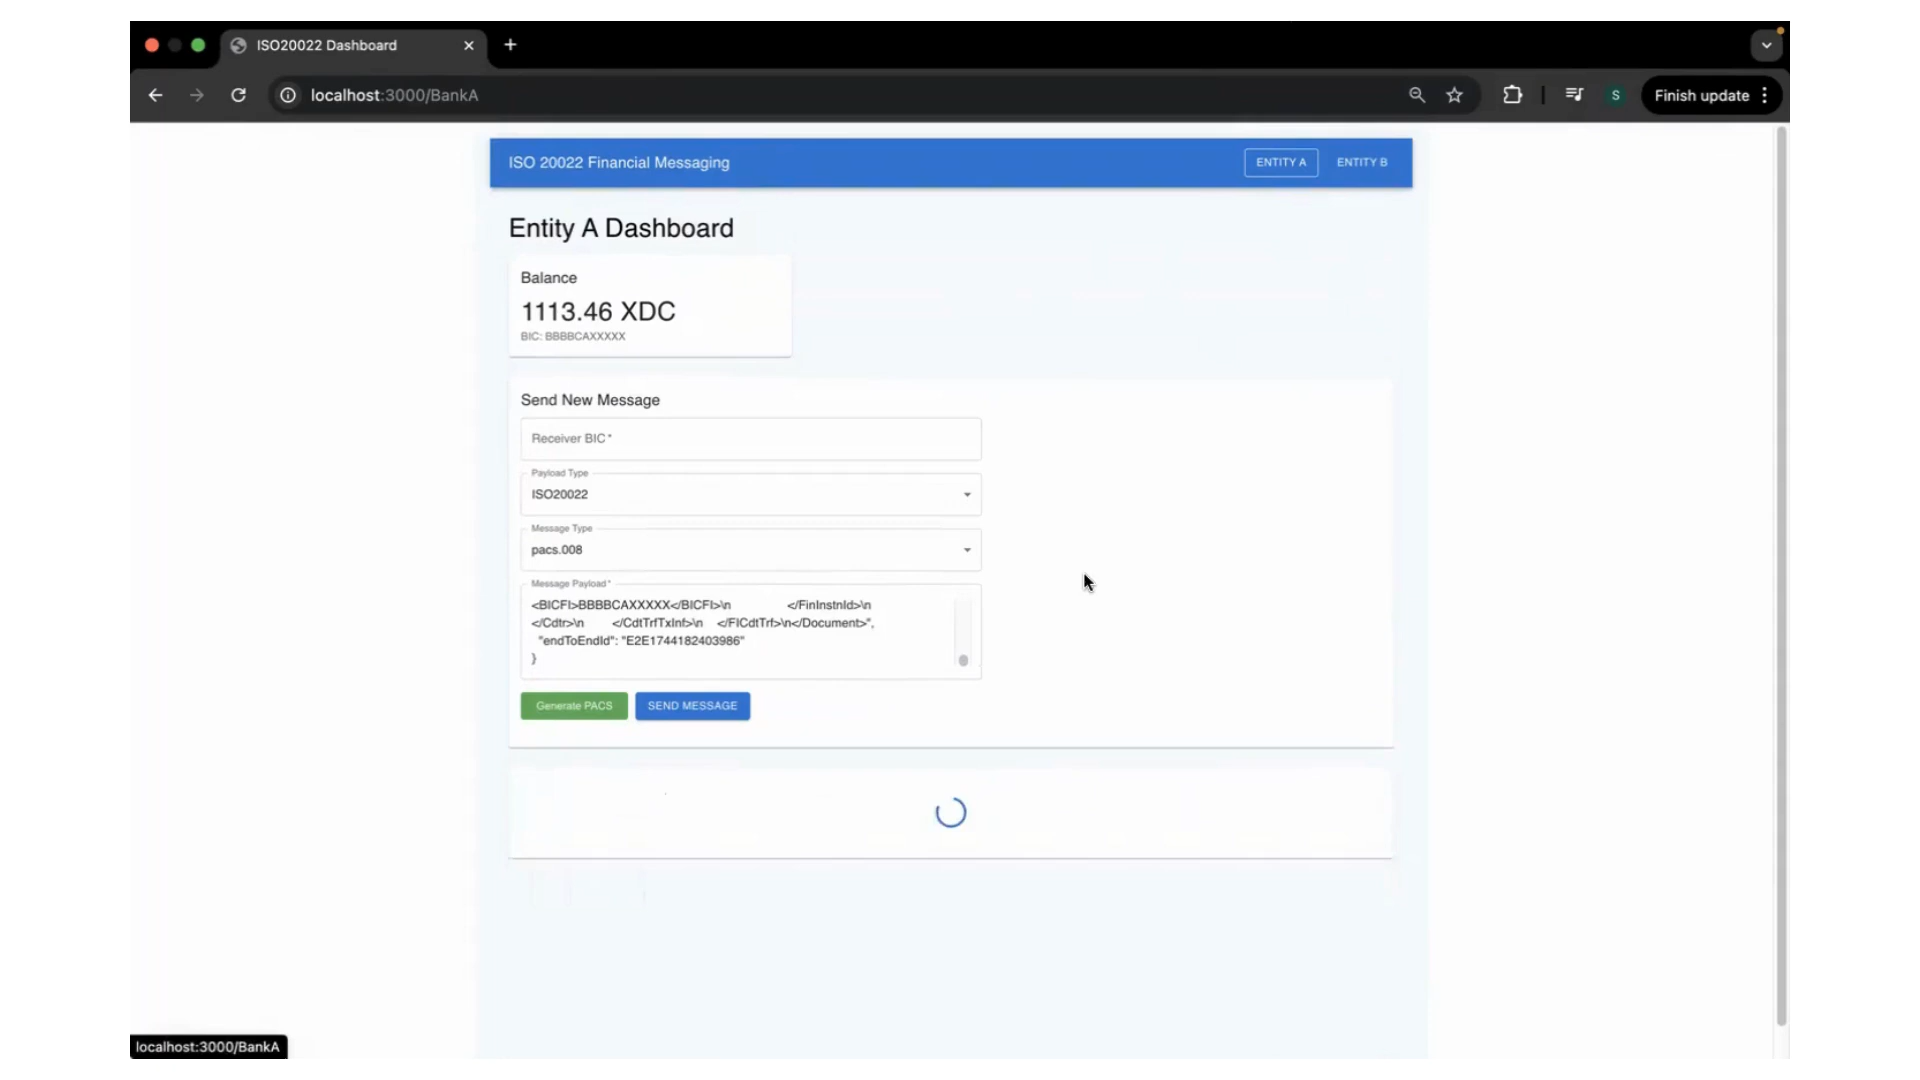 ISO20022 Dashboard
localhost:3000/BankA
S
Finish update
ISO 20022 Financial Messaging
ENTITY A
ENTITY B
Entity A Dashboard
Balance
1113.46 XDC
BIC: BBBBCAXXXXX
Send New Message
Receiver BIC *
Payload Type
ISO20022
Message Type
pacs.008
Message Payload *
<BICFI>BBBBCAXXXXX</BICFI>\n </FinInstnId>\n
</Cdtr>\n </CdtTrfTxInf>\n </FICdtTrf>\n</Document>",
"endToEndId": "E2E1744182403986"
}
Generate PACS
SEND MESSAGE
localhost:3000/BankA